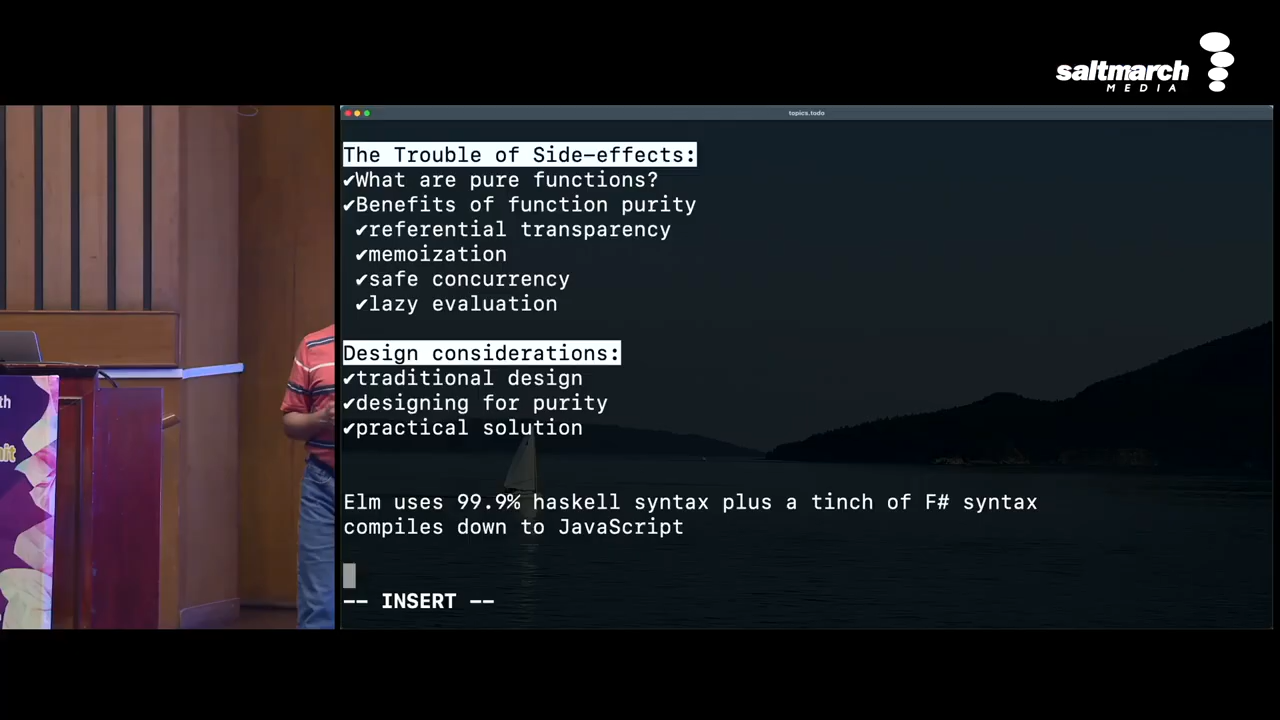 saltmarch
MEDIA
topics.todo
The Trouble of Side-effects:
✔What are pure functions?
✔Benefits of function purity
✔referential transparency
✔memoization
✔safe concurrency
✔lazy evaluation
Design considerations:
✔traditional design
✔designing for purity
✔practical solution
Elm uses 99.9% haskell syntax plus a tinch of F# syntax
compiles down to JavaScript
-- INSERT --
th